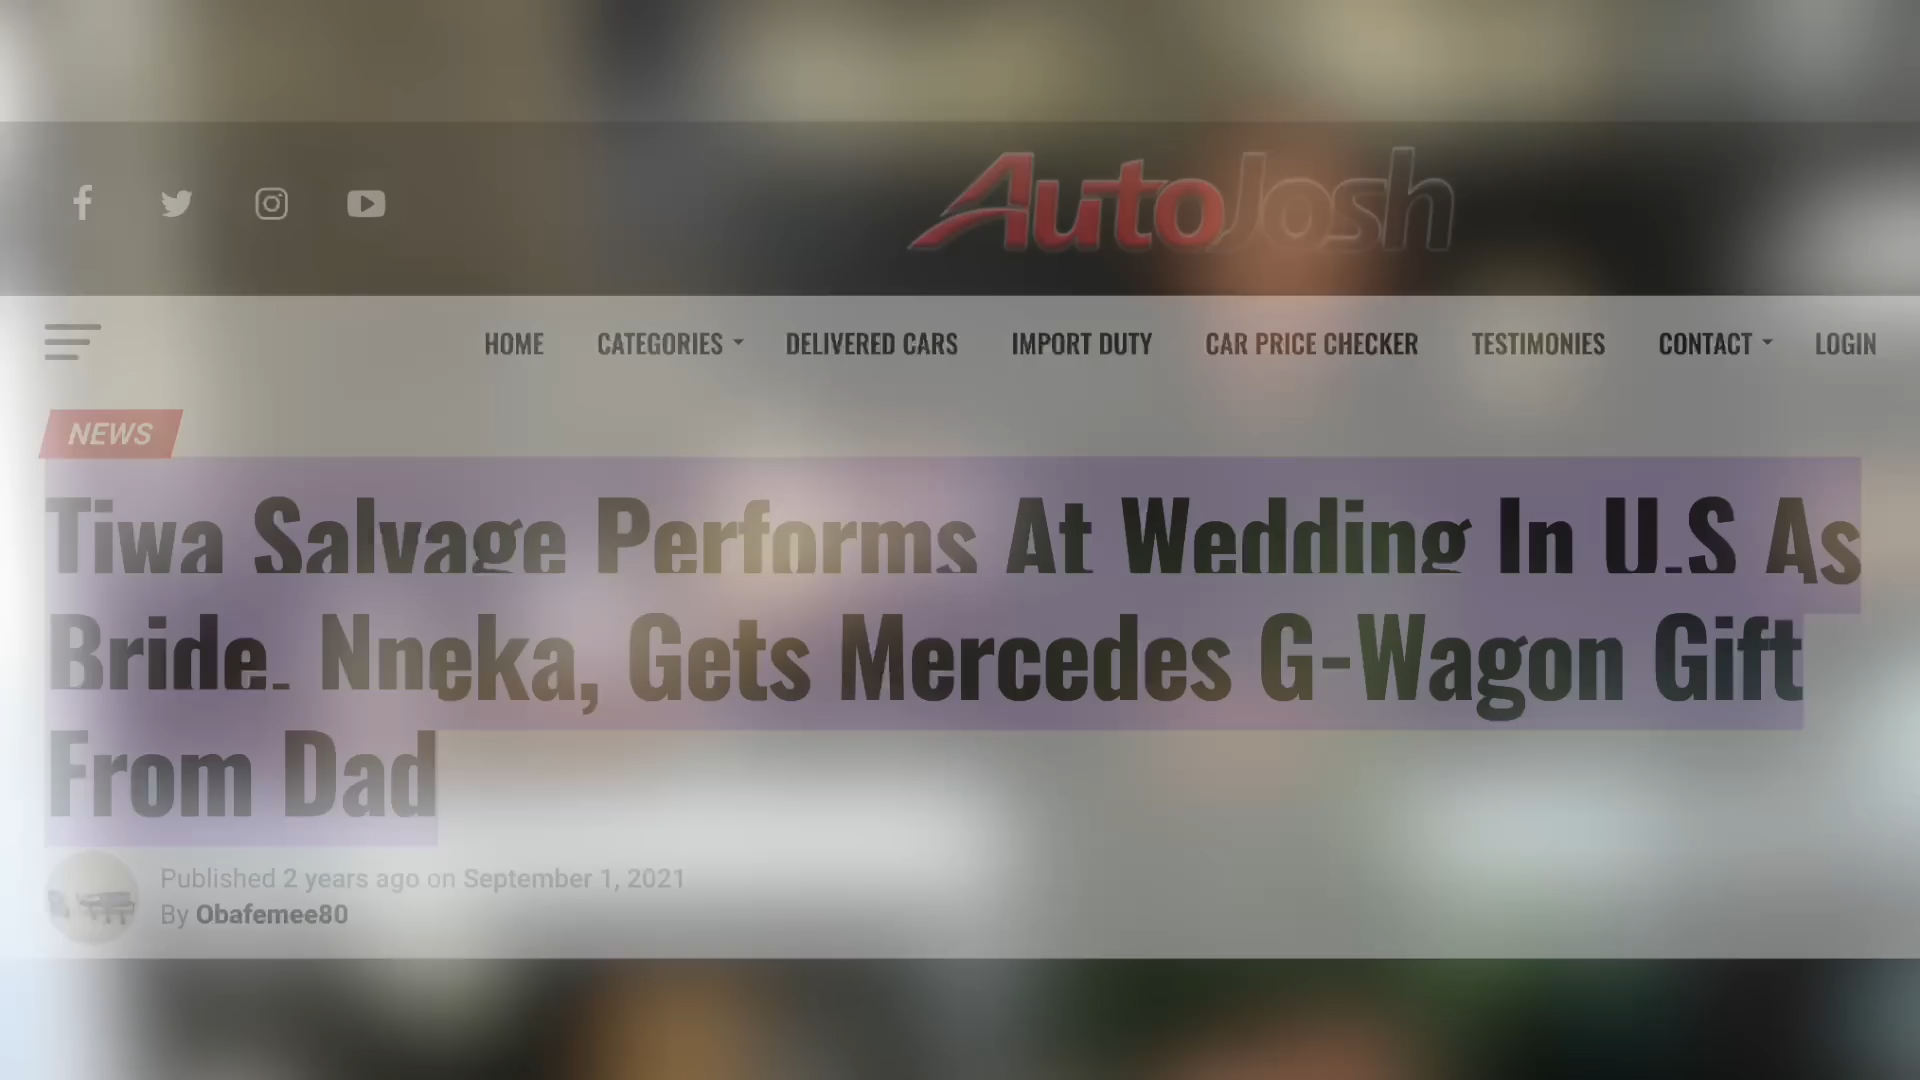 AutoJosh
HOME CATEGORIES DELIVERED CARS IMPORT DUTY CAR PRICE CHECKER TESTIMONIES CONTACT LOGIN
NEWS
Tiwa Salvage Performs At Wedding In U.S As
Bride, Nneka, Gets Mercedes G-Wagon Gift
From Dad
Published 2 years ago on September 1, 2021
By Obafemee80